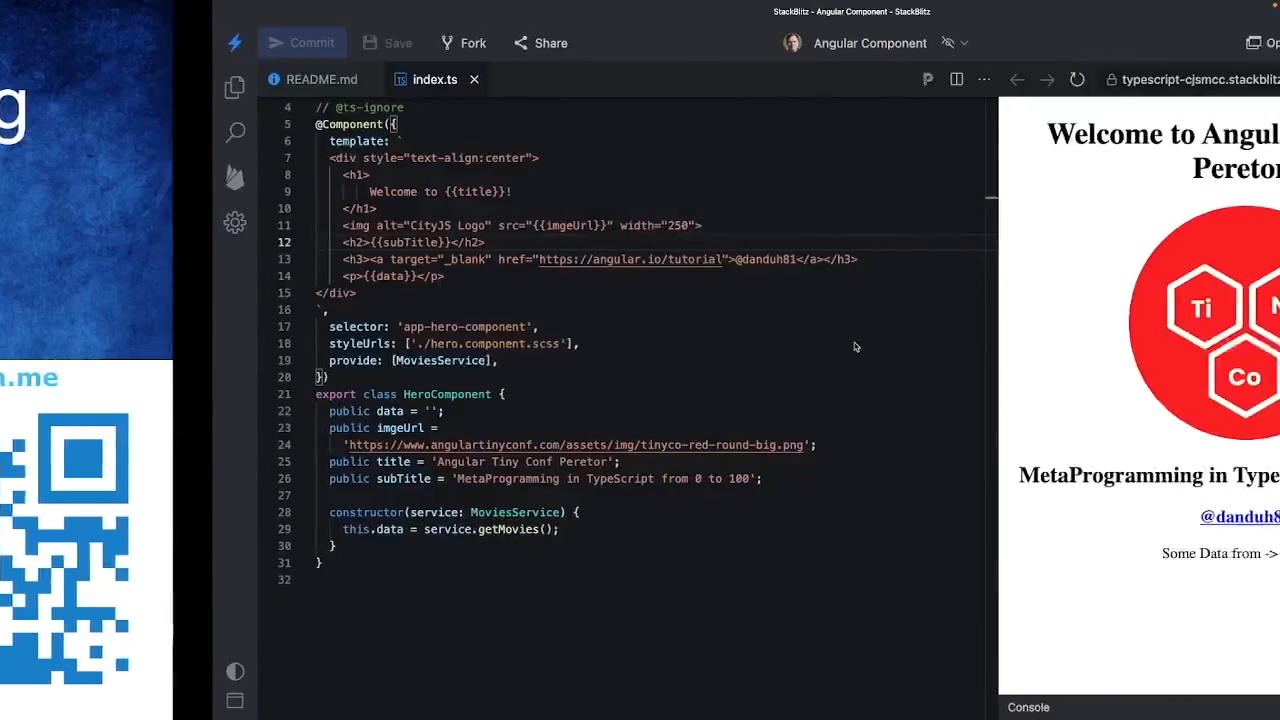 StackBlitz - Angular Component - StackBlitz
g
n.me
Commit
Save
Fork
Share
Angular Component
README.md
index.ts
typescript-cjsmcc.stackblitz
4 // @ts-ignore
5 @Component({
6 template: `
7 <div style="text-align:center">
8 <h1>
9 Welcome to {{title}}!
10 </h1>
11 <img alt="CityJS Logo" src="{{imgeUrl}}" width="250">
12 <h2>{{subTitle}}</h2>
13 <h3><a target="_blank" href="https://angular.io/tutorial">@danduh81</a></h3>
14 <p>{{data}}</p>
15 </div>
16 `,
17 selector: 'app-hero-component',
18 styleUrls: ['./hero.component.scss'],
19 provide: [MoviesService],
20 })
21 export class HeroComponent {
22 public data = '';
23 public imgeUrl =
24 'https://www.angulartinyconf.com/assets/img/tinyco-red-round-big.png';
25 public title = 'Angular Tiny Conf Peretor';
26 public subTitle = 'MetaProgramming in TypeScript from 0 to 100';
27
28 constructor(service: MoviesService) {
29 this.data = service.getMovies();
30 }
31 }
32
Welcome to Angul
Peretor
Ti
N
Co
MetaProgramming in Type
@danduh8
Some Data from ->
Console